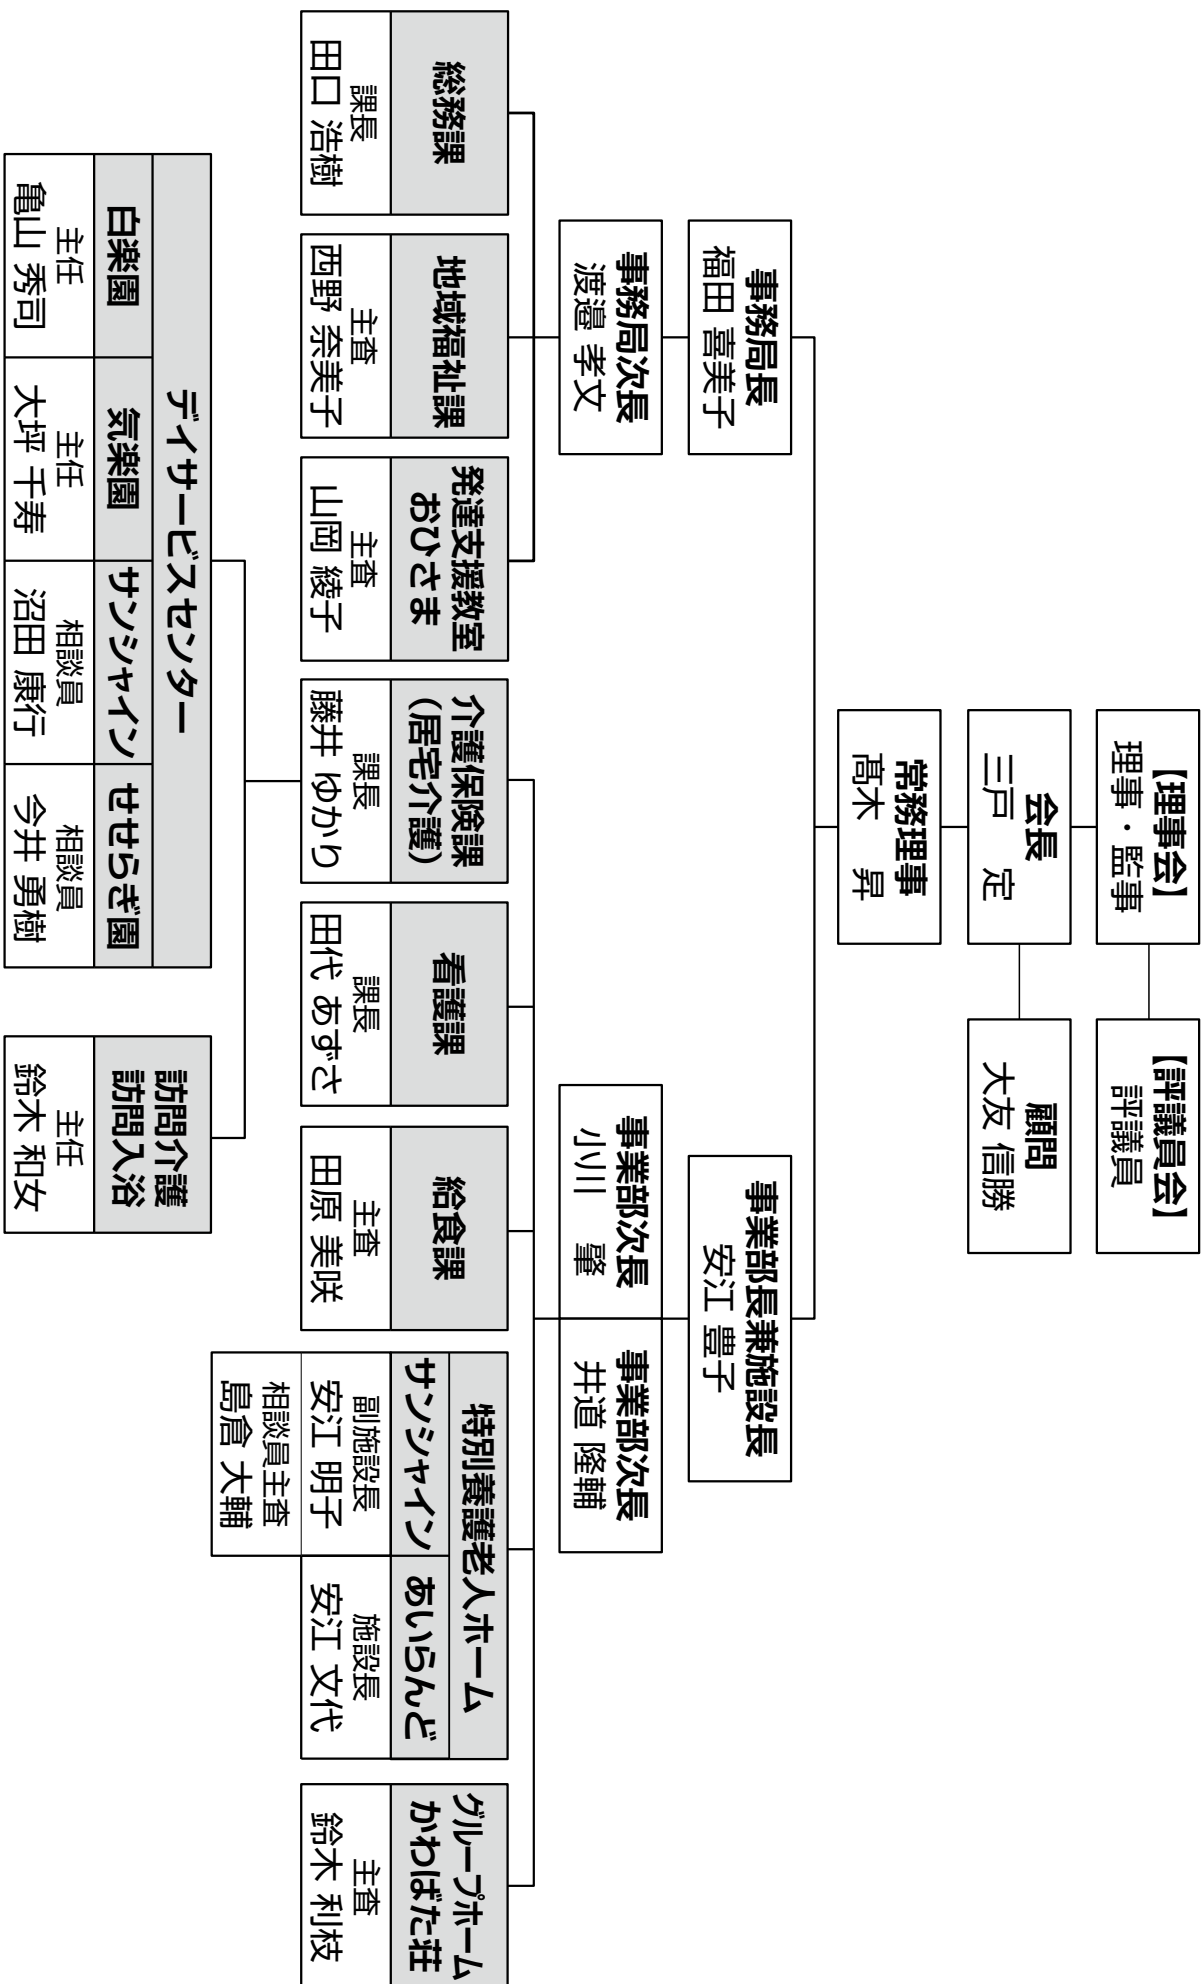 【理事会】
理事・監事
【評議員会】
評議員
会長
三戸　定
顧問
大友 信勝
常務理事
髙木　昇
事務局長
福田 喜美子
事業部長兼施設長
安江 豊子
事務局次長
渡邉 孝文
事業部次長
小川　肇
事業部次長
井道 隆輔
総務課
課長
田口 浩樹
地域福祉課
主査
西野 奈美子
発達支援教室
おひさま
主査
山岡 綾子
介護保険課
(居宅介護)
課長
藤井 ゆかり
看護課
課長
田代 あずさ
給食課
主査
田原 美咲
特別養護老人ホーム
サンシャイン
副施設長
安江 明子
相談員主査
島倉 大輔
あいらんど
施設長
安江 文代
グループホーム
かわばた荘
主査
鈴木 利枝
デイサービスセンター
白楽園
主任
亀山 秀司
気楽園
主任
大坪 千寿
サンシャイン
相談員
沼田 康行
せせらぎ園
相談員
今井 勇樹
訪問介護
訪問入浴
主任
鈴木 和女